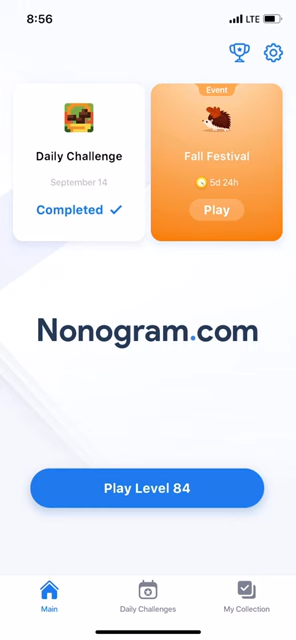 8:56
LTE
Event
Daily Challenge
Fall Festival
September 14
5d 24h
Completed
Play
Nonogram.com
Play Level 84
Main
Daily Challenges
My Collection